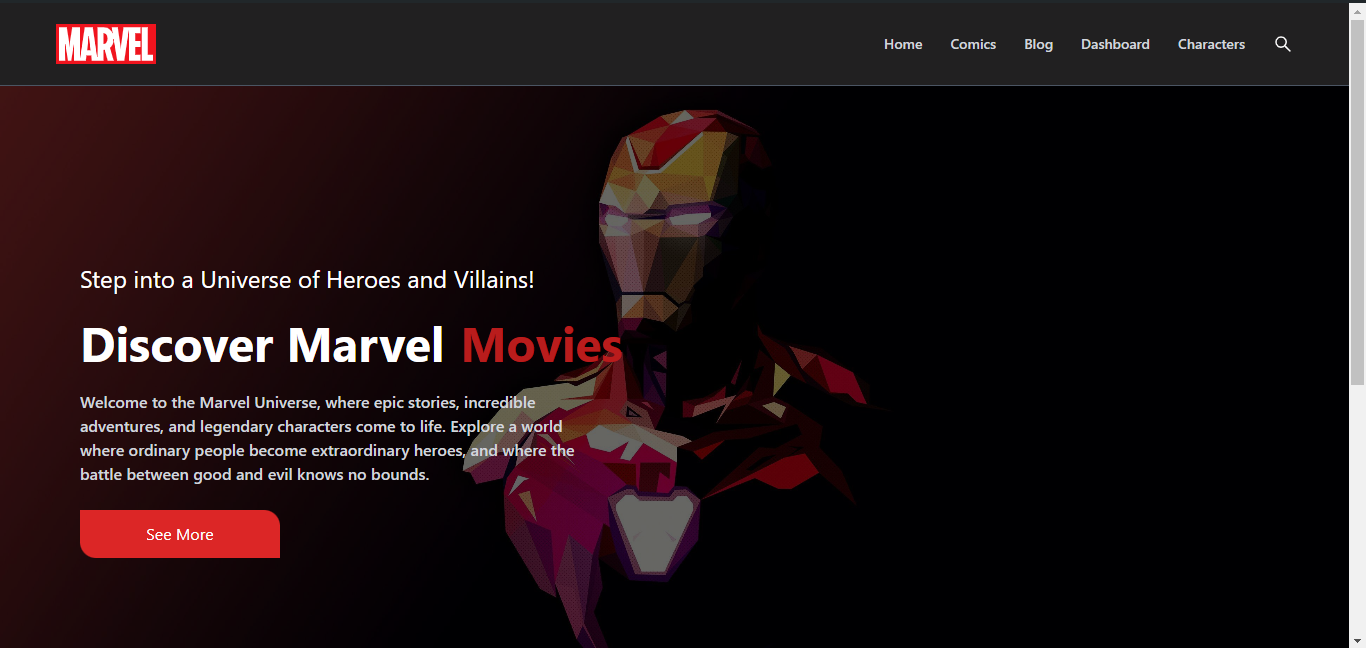 MARVEL
Home Comics Blog Dashboard Characters
Step into a Universe of Heroes and Villains!
Discover Marvel Movies
Welcome to the Marvel Universe, where epic stories, incredible
adventures, and legendary characters come to life. Explore a world
where ordinary people become extraordinary heroes, and where the
battle between good and evil knows no bounds.
See More